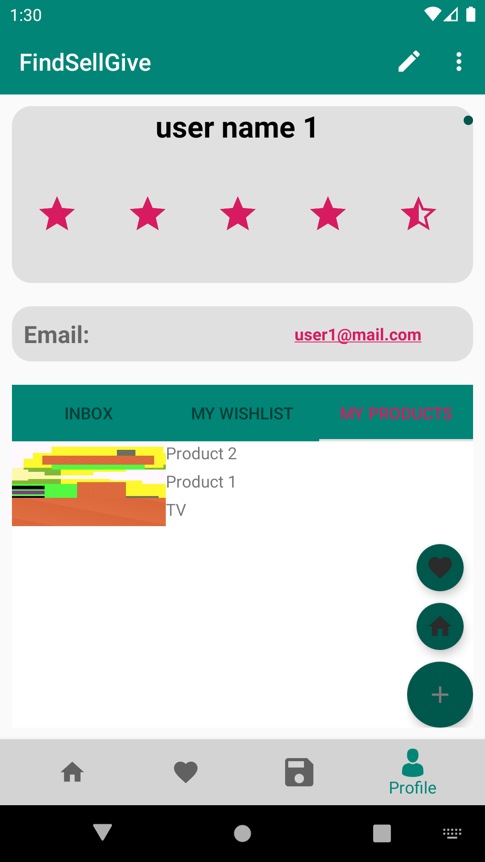 1:30
FindSellGive
user name 1
Email: user1@mail.com
INBOX MY WISHLIST MY PRODUCTS
Product 2
Product 1
TV
Profile